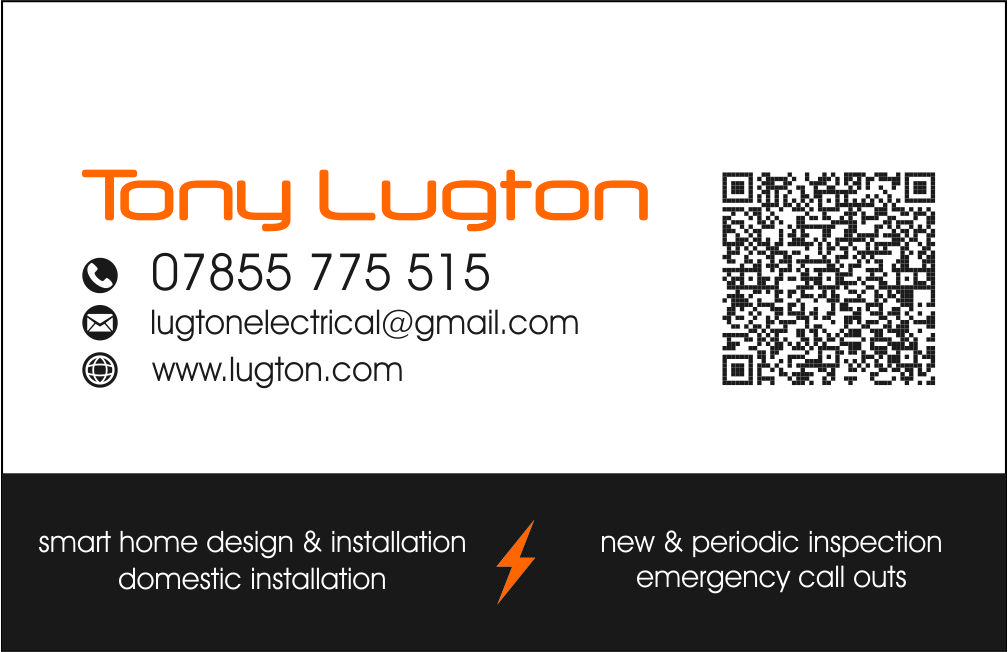 Tony Lugton
07855 775 515
lugtonelectrical@gmail.com
www.lugton.com
smart home design & installation
domestic installation
new & periodic inspection
emergency call outs